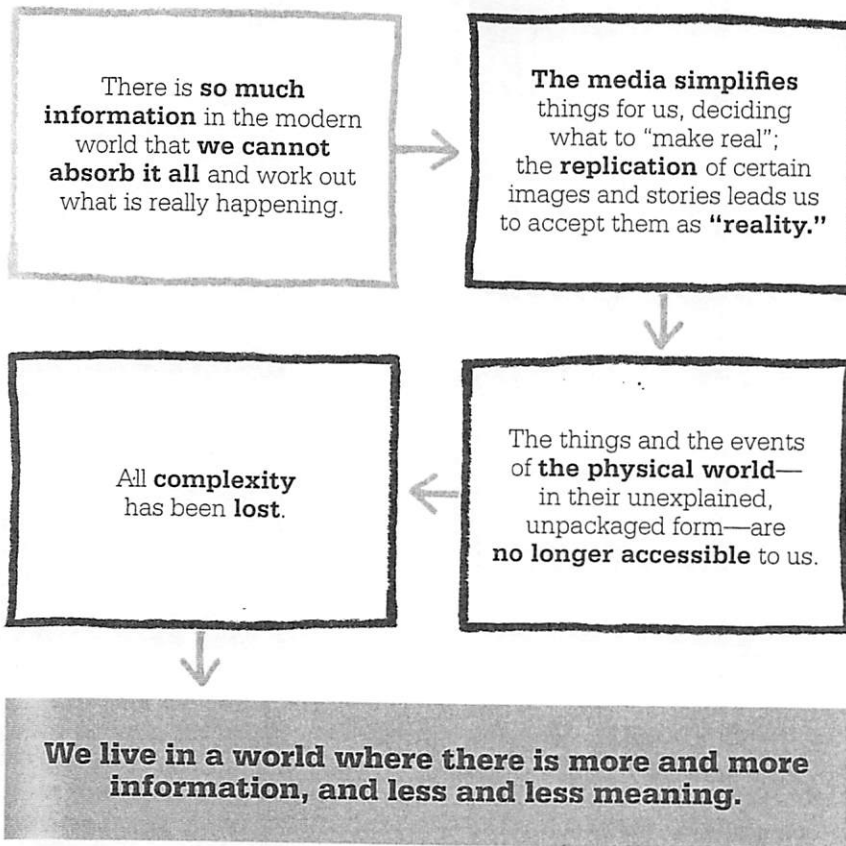 There is so much
information in the modern
world that we cannot
absorb it all and work out
what is really happening.
The media simplifies
things for us, deciding
what to “make real”;
the replication of certain
images and stories leads us
to accept them as “reality.”
The things and the events
of the physical world—
in their unexplained,
unpackaged form—are
no longer accessible to us.
All complexity
has been lost.
We live in a world where there is more and more
information, and less and less meaning.